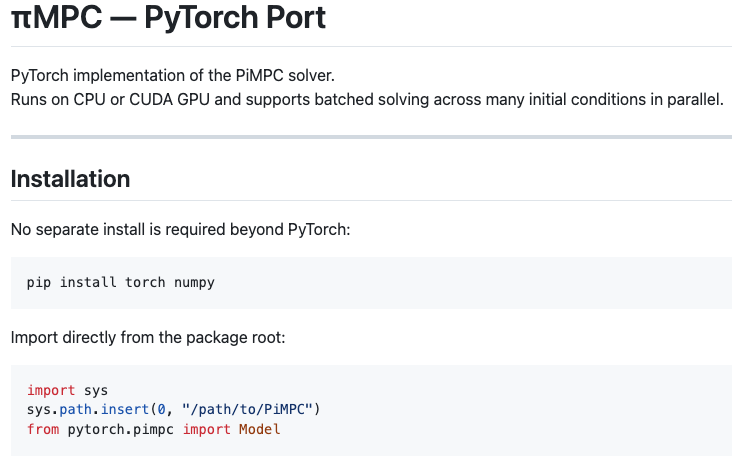 πMPC — PyTorch Port
PyTorch implementation of the PiMPC solver.
Runs on CPU or CUDA GPU and supports batched solving across many initial conditions in parallel.
Installation
No separate install is required beyond PyTorch:
pip install torch numpy
Import directly from the package root:
import sys
sys.path.insert(0, "/path/to/PiMPC")
from pytorch.pimpc import Model